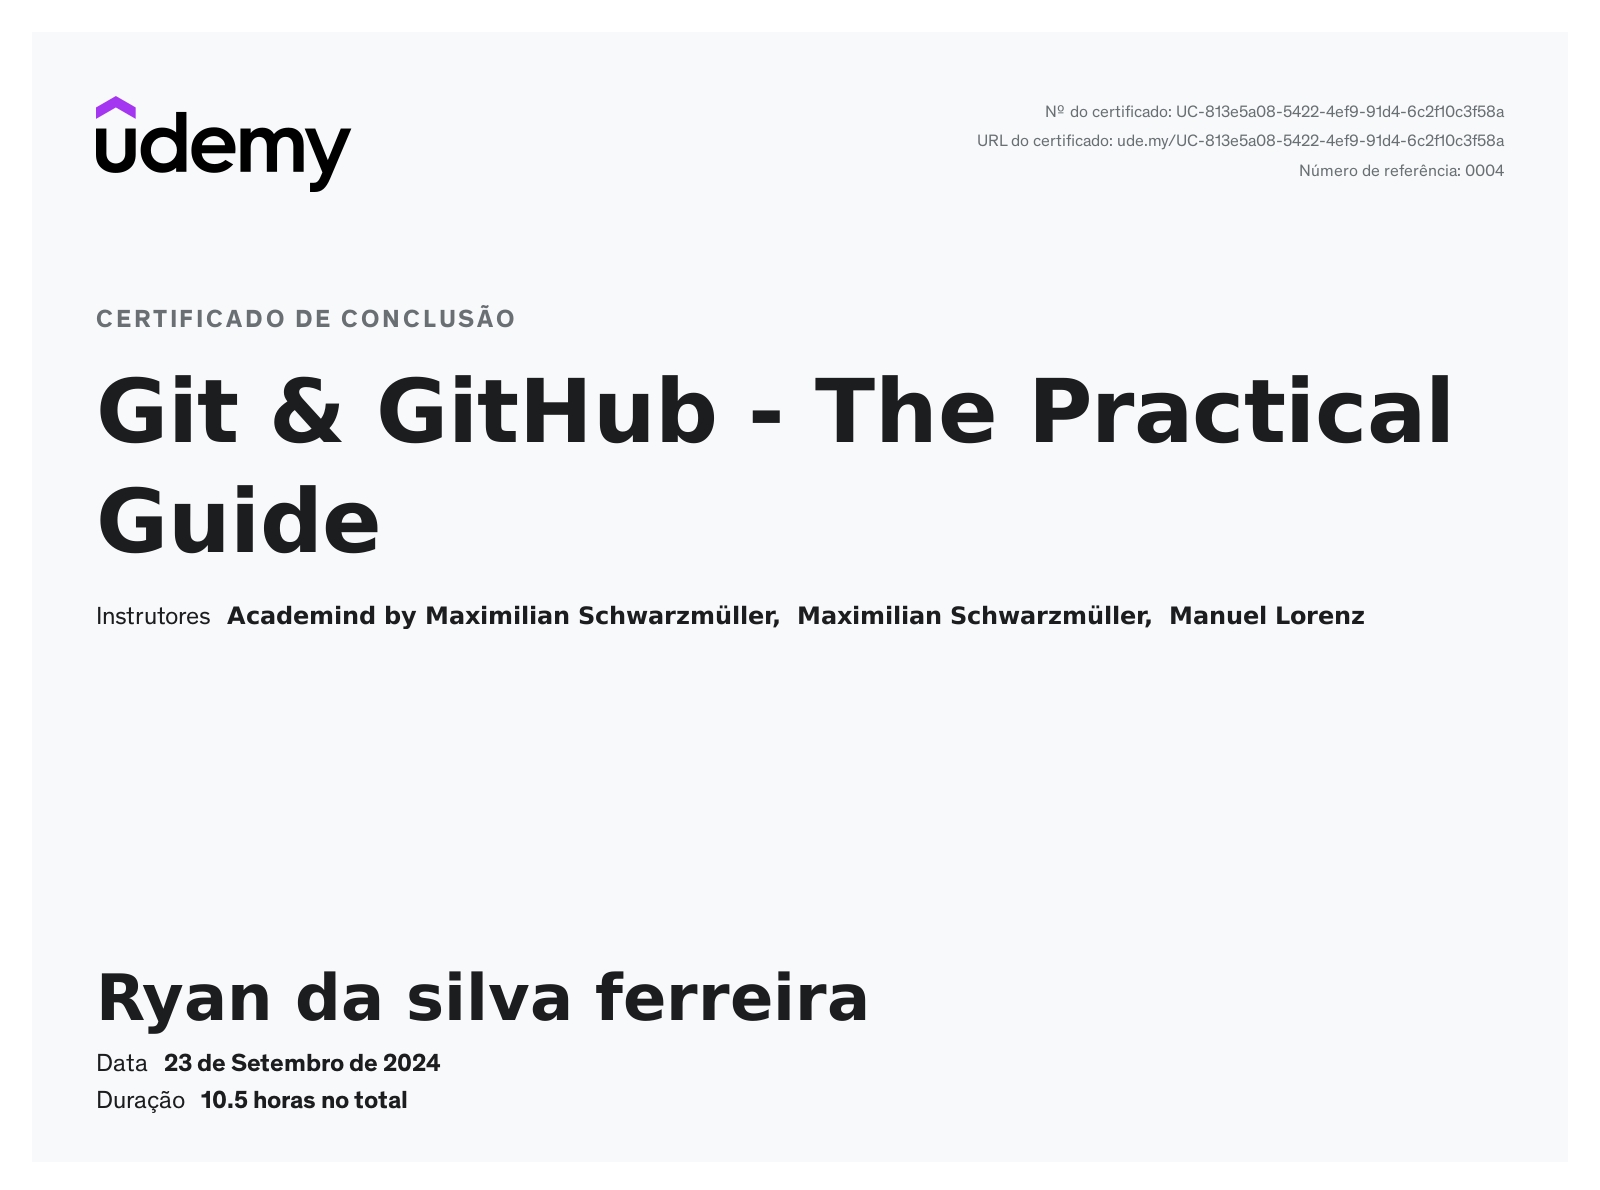 udemy
Nº do certificado: UC-813e5a08-5422-4ef9-91d4-6c2f10c3f58a
URL do certificado: ude.my/UC-813e5a08-5422-4ef9-91d4-6c2f10c3f58a
Número de referência: 0004
CERTIFICADO DE CONCLUSÃO
Git & GitHub - The Practical
Guide
Instrutores Academind by Maximilian Schwarzmüller, Maximilian Schwarzmüller, Manuel Lorenz
Ryan da silva ferreira
Data 23 de Setembro de 2024
Duração 10.5 horas no total